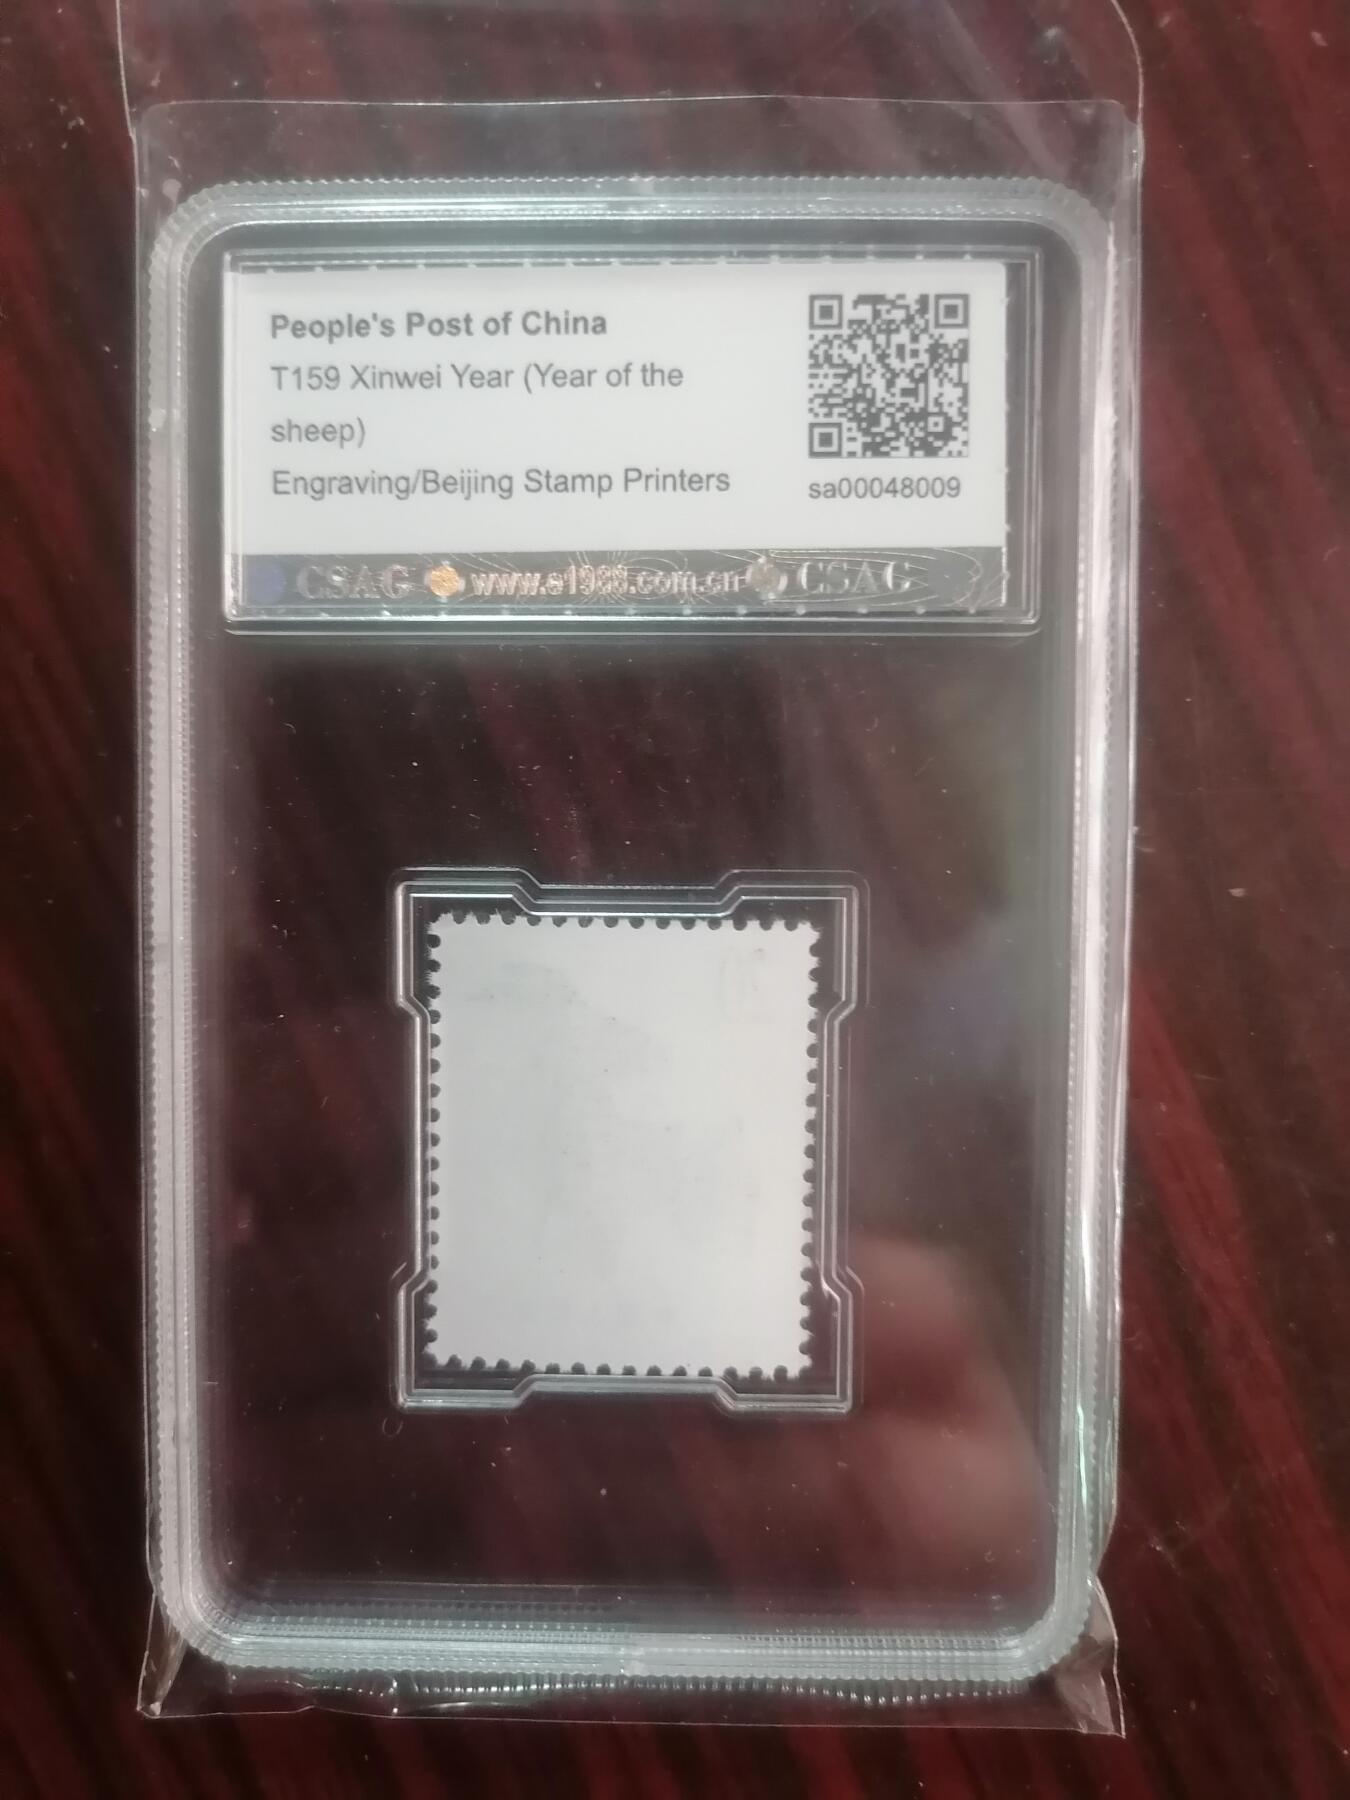 People's Post of China
T159 Xinwei Year (Year of the
sheep)
Engraving/Beijing Stamp Printers
sa00048009
CSAG www.e1988.com.cn CSAG